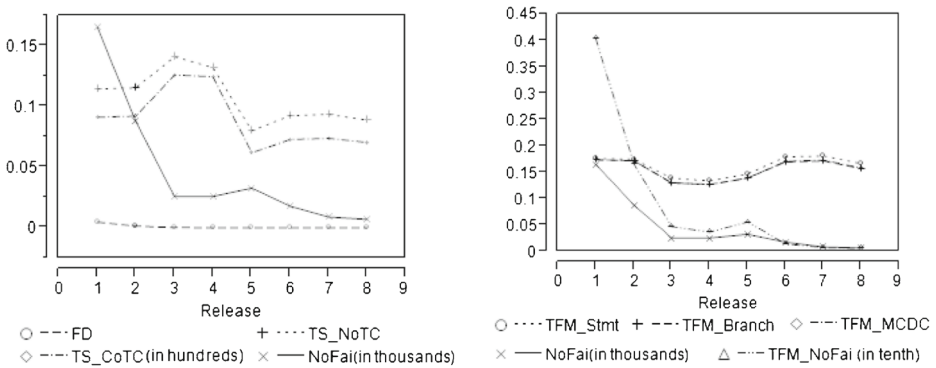 0.15
0.1
0.05
0
0 1 2 3 4 5 6 7 8 9
Release
FD TS_NoTC
TS_CoTC (in hundreds) NoFai(in thousands)
0.45
0.4
0.35
0.3
0.25
0.2
0.15
0.1
0.05
0
0 1 2 3 4 5 6 7 8 9
Release
TFM_Stmt TFM_Branch TFM_MCDC
NoFai(in thousands) TFM_NoFai (in tenth)